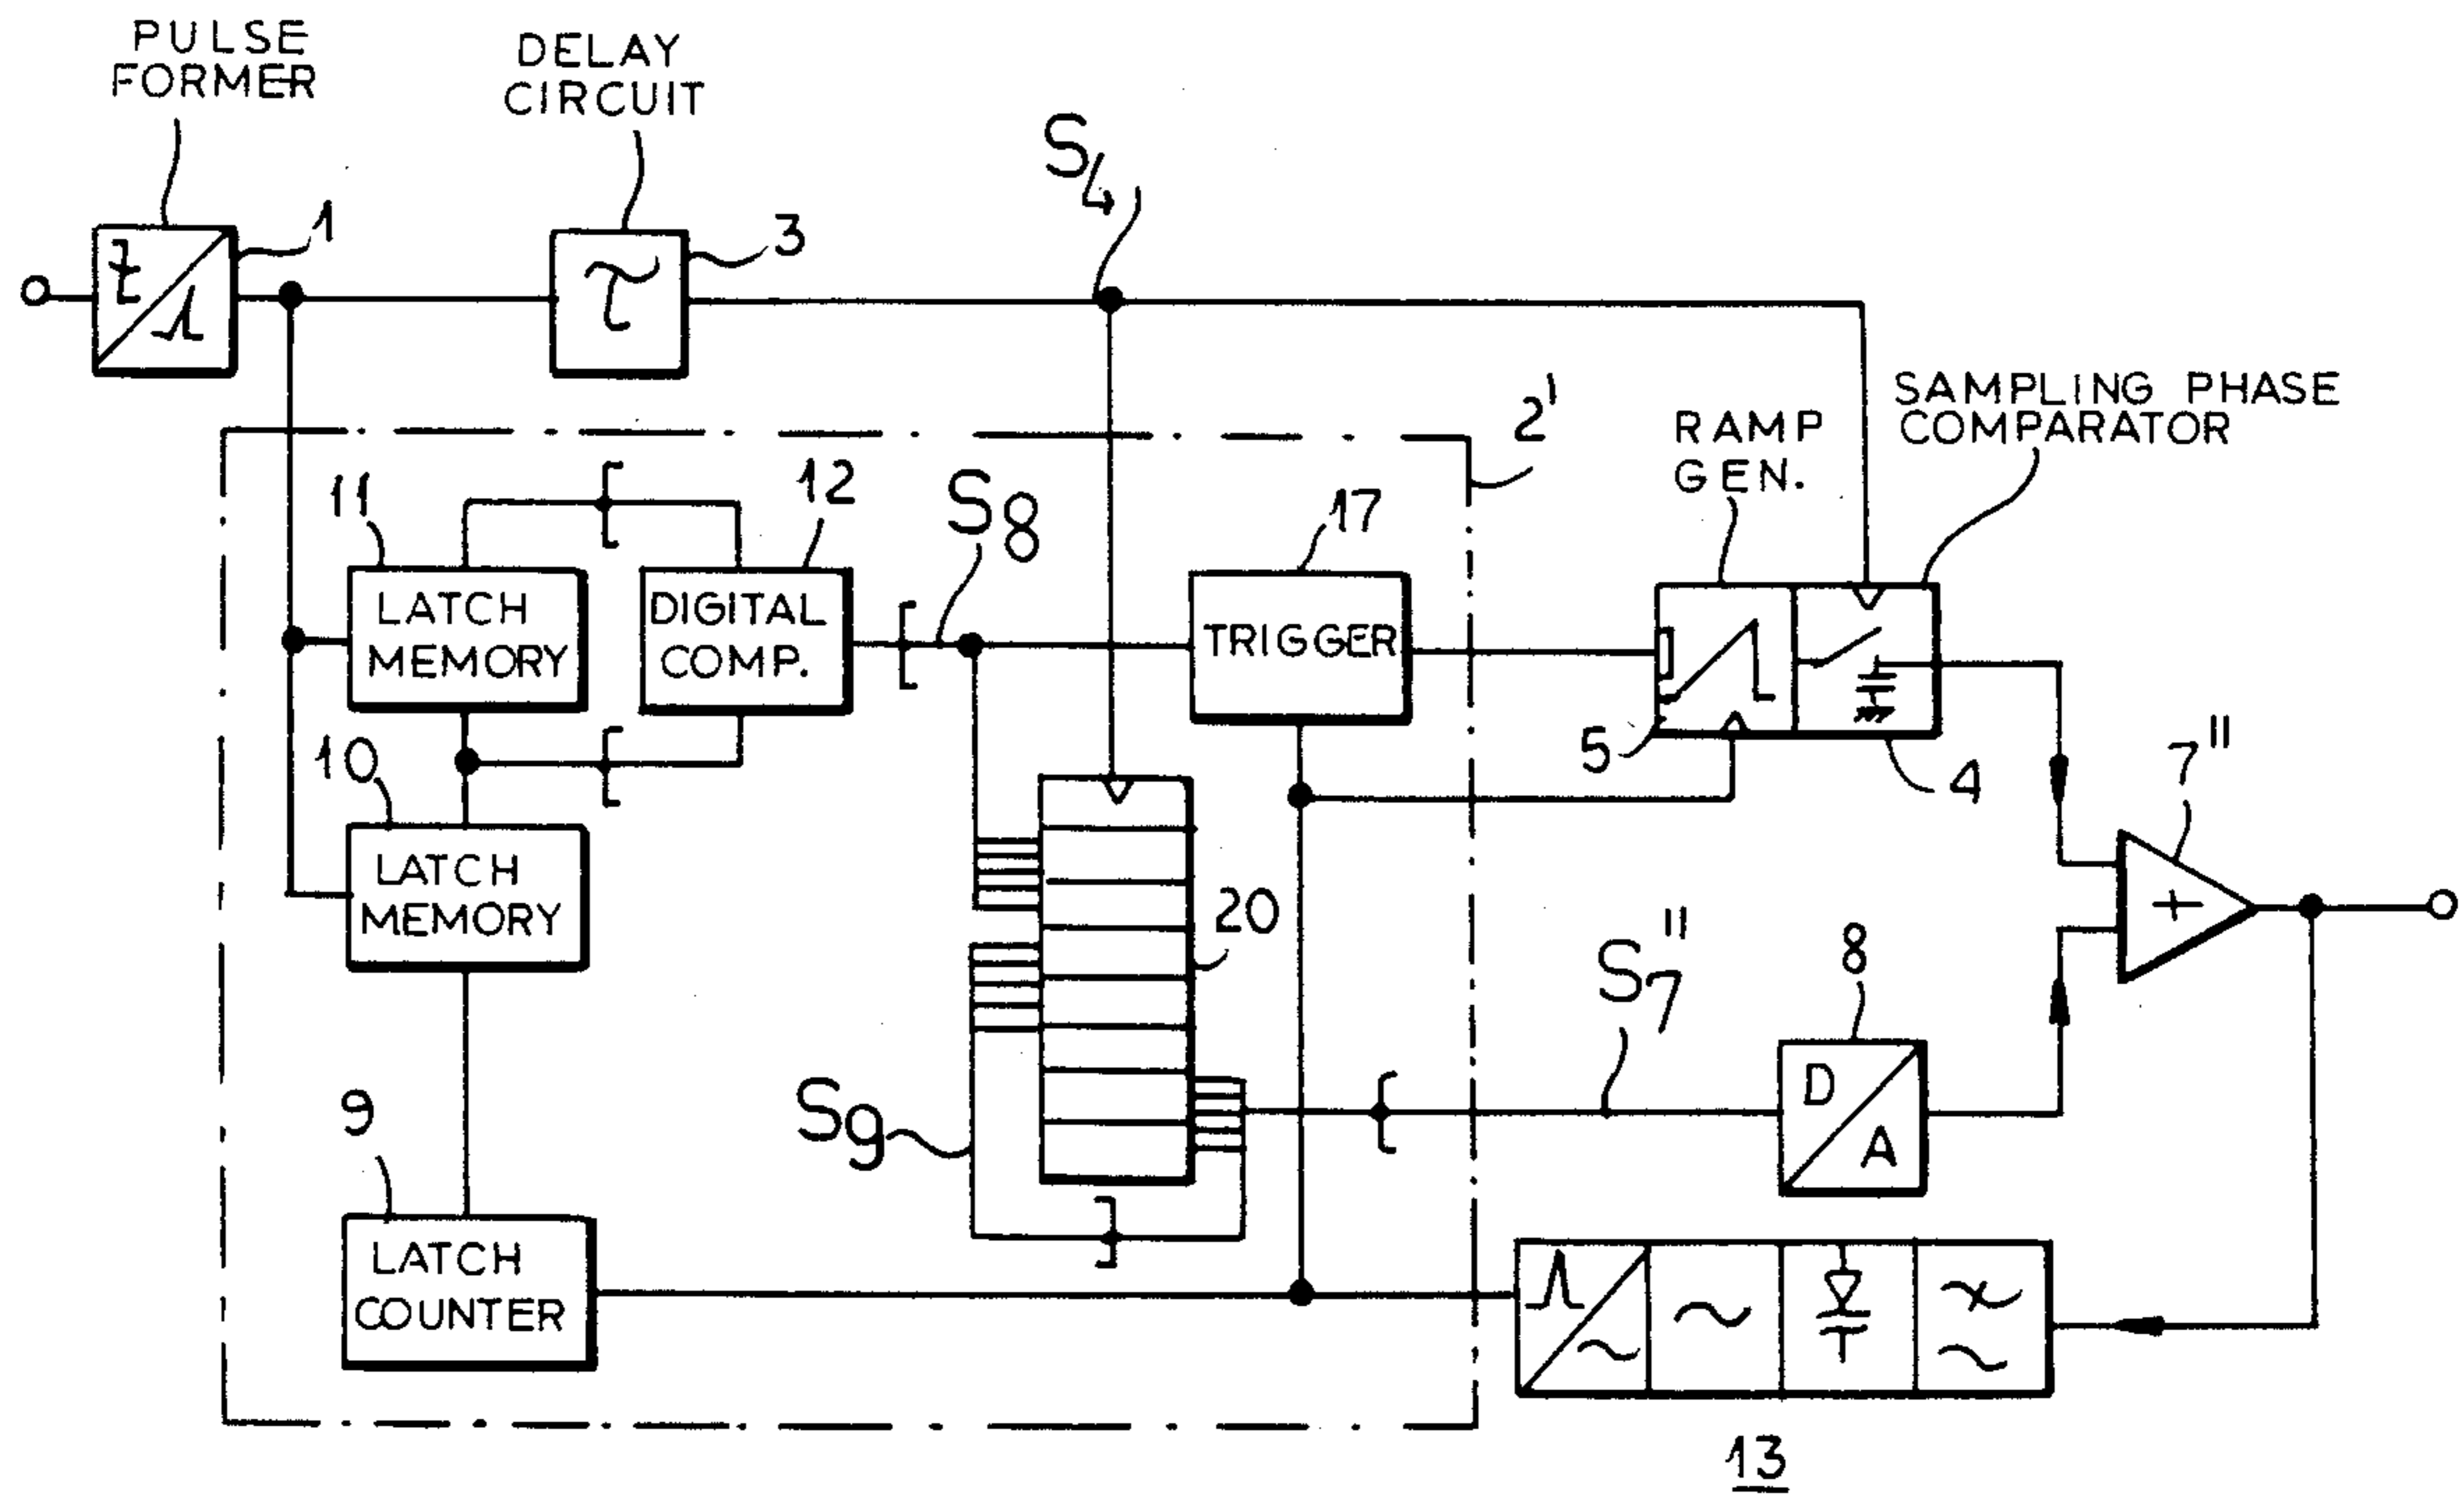 PULSE
FORMER
DELAY
CIRCUIT
S4
1
3
SAMPLING PHASE
COMPARATOR
RAMP
GEN.
2'
11
12
S8
17
LATCH
MEMORY
DIGITAL
COMP.
TRIGGER
5
4
7"
10
LATCH
MEMORY
20
+
S7"
8
S9
D
A
9
LATCH
COUNTER
13